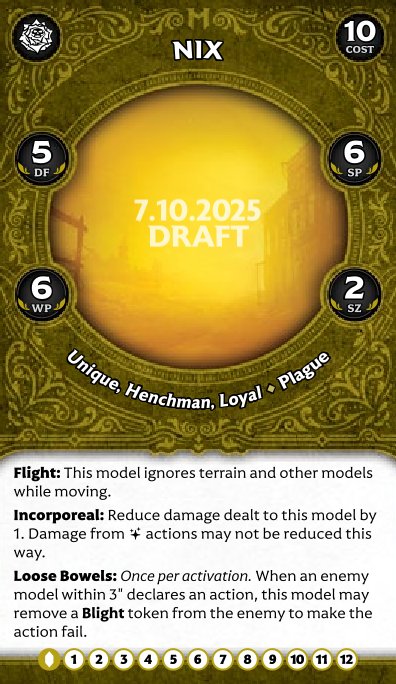 NIX
10
COST
5
DF
6
SP
7.10.2025
DRAFT
6
WP
2
SZ
Unique, Henchman, Loyal ⬥ Plague
Flight: This model ignores terrain and other models
while moving.
Incorporeal: Reduce damage dealt to this model by
1. Damage from actions may not be reduced this
way.
Loose Bowels: Once per activation. When an enemy
model within 3" declares an action, this model may
remove a Blight token from the enemy to make the
action fail.
1 2 3 4 5 6 7 8 9 10 11 12